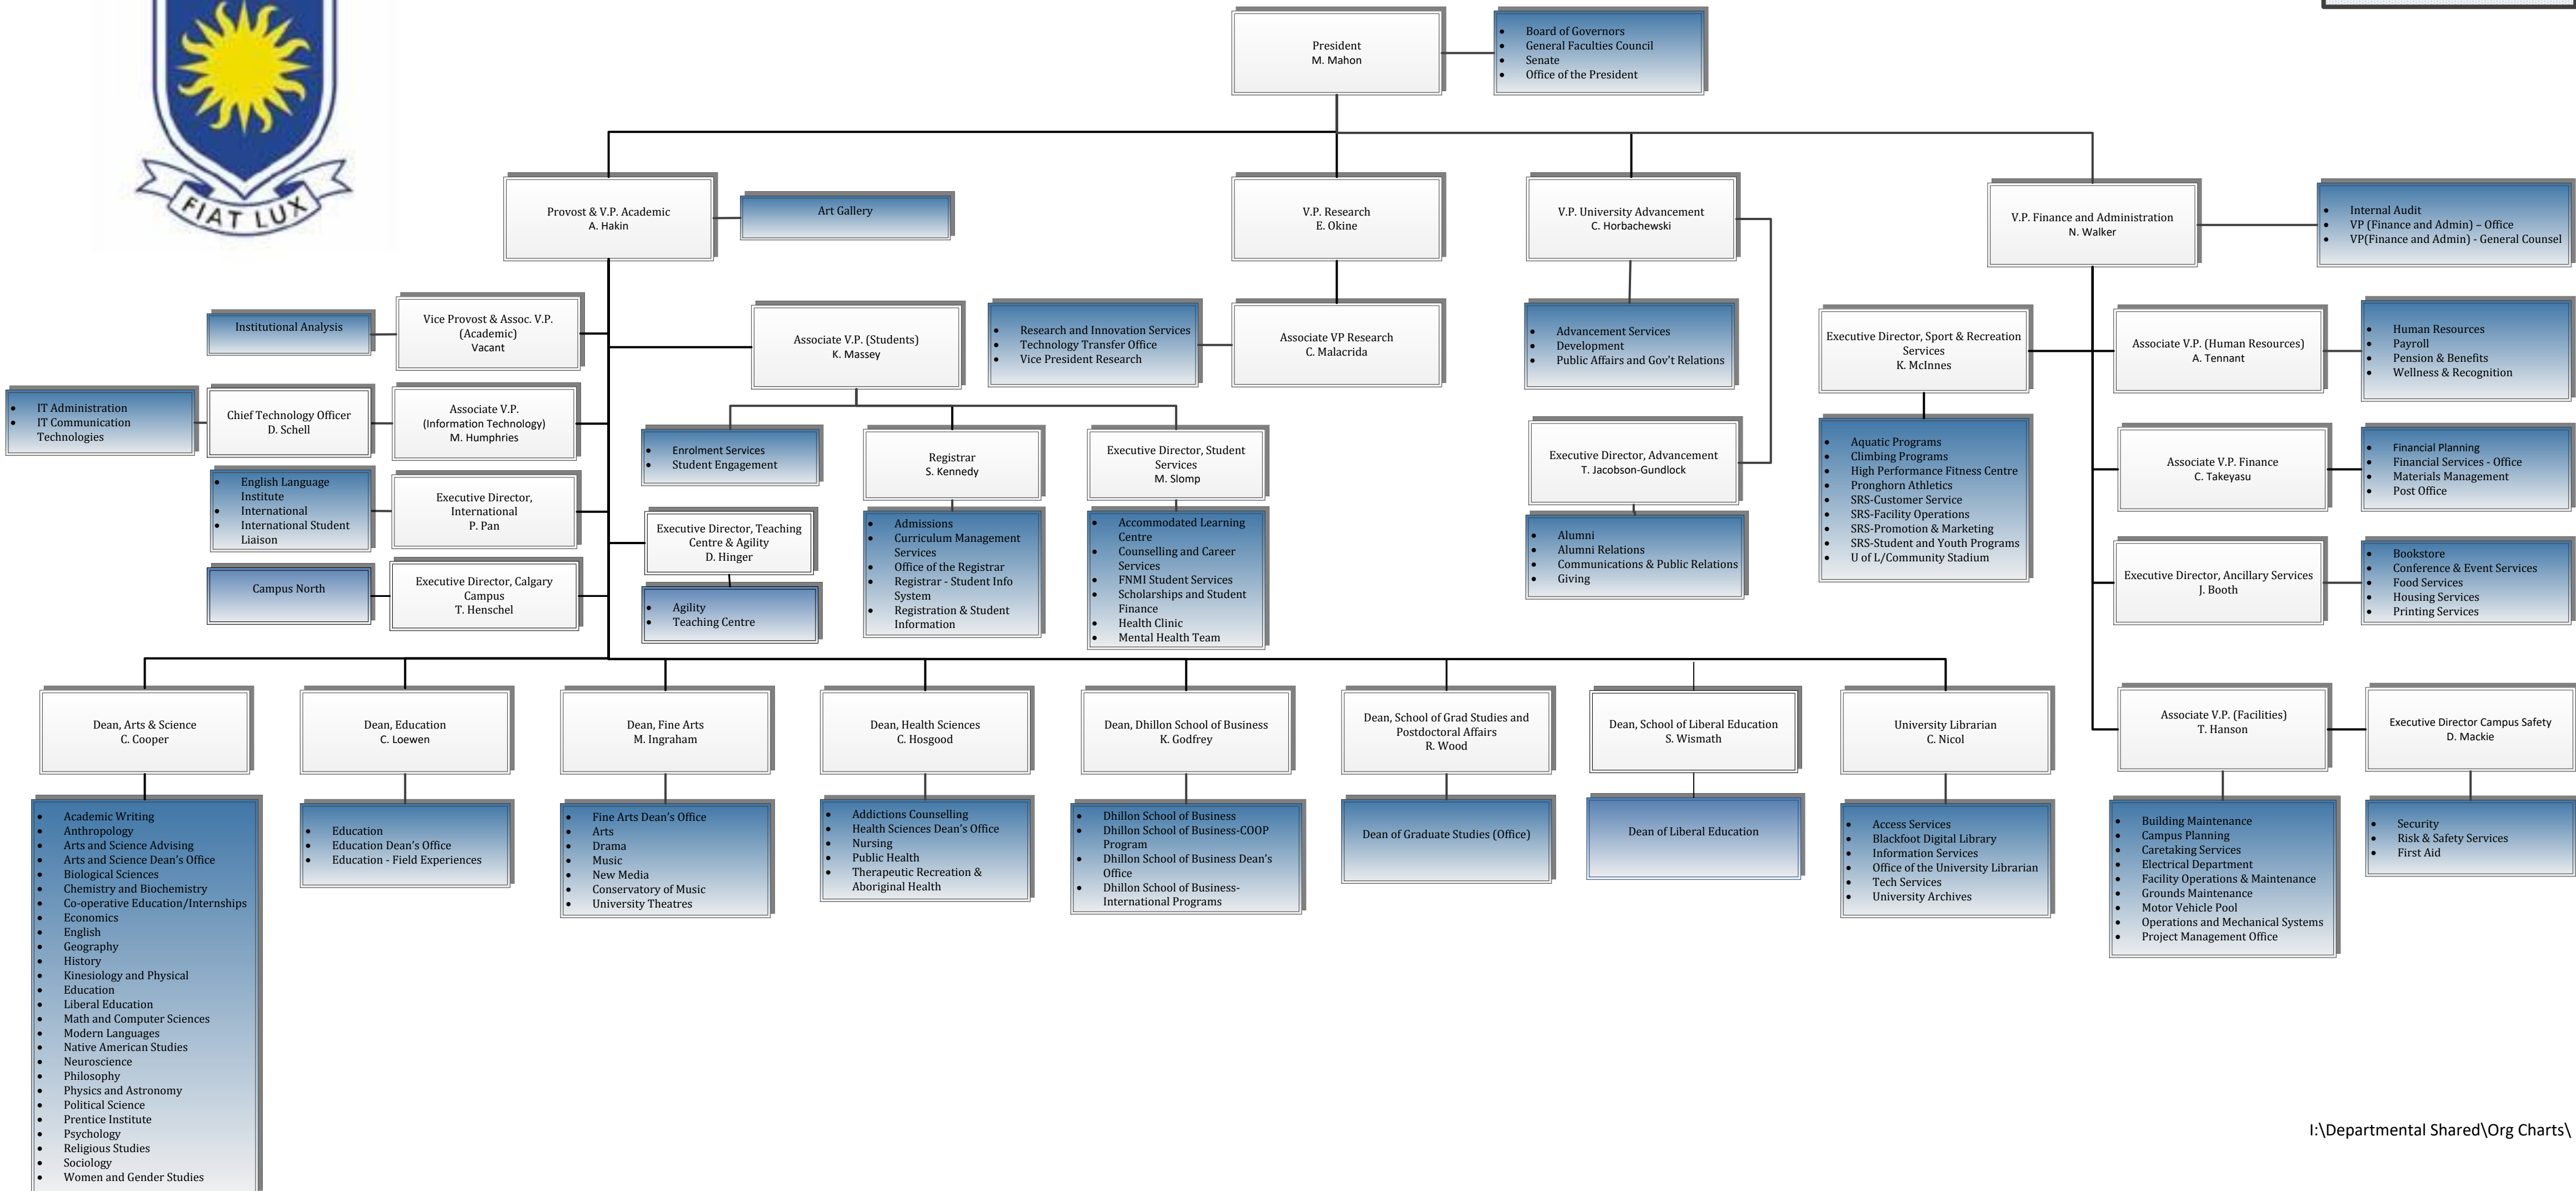 FIAT LUX
President
M. Mahon
• Board of Governors
• General Faculties Council
• Senate
• Office of the President
Provost & V.P. Academic
A. Hakin
Art Gallery
V.P. Research
E. Okine
V.P. University Advancement
C. Horbachewski
V.P. Finance and Administration
N. Walker
• Internal Audit
• VP (Finance and Admin) – Office
• VP(Finance and Admin) - General Counsel
Institutional Analysis
Vice Provost & Assoc. V.P.
(Academic)
Vacant
Associate V.P. (Students)
K. Massey
• Research and Innovation Services
• Technology Transfer Office
• Vice President Research
Associate VP Research
C. Malacrida
• Advancement Services
• Development
• Public Affairs and Gov't Relations
Executive Director, Sport & Recreation
Services
K. McInnes
Associate V.P. (Human Resources)
A. Tennant
• Human Resources
• Payroll
• Pension & Benefits
• Wellness & Recognition
• IT Administration
• IT Communication
Technologies
Chief Technology Officer
D. Schell
Associate V.P.
(Information Technology)
M. Humphries
• Enrolment Services
• Student Engagement
Registrar
S. Kennedy
Executive Director, Student
Services
M. Slomp
Executive Director, Advancement
T. Jacobson-Gundlock
• Aquatic Programs
• Climbing Programs
• High Performance Fitness Centre
• Pronghorn Athletics
• SRS-Customer Service
• SRS-Facility Operations
• SRS-Promotion & Marketing
• SRS-Student and Youth Programs
• U of L/Community Stadium
Associate V.P. Finance
C. Takeyasu
• Financial Planning
• Financial Services - Office
• Materials Management
• Post Office
• English Language
Institute
• International
• International Student
Liaison
Executive Director,
International
P. Pan
Executive Director, Teaching
Centre & Agility
D. Hinger
• Admissions
• Curriculum Management
Services
• Office of the Registrar
• Registrar - Student Info
System
• Registration & Student
Information
• Accommodated Learning
Centre
• Counselling and Career
Services
• FNMI Student Services
• Scholarships and Student
Finance
• Health Clinic
• Mental Health Team
• Alumni
• Alumni Relations
• Communications & Public Relations
• Giving
Executive Director, Ancillary Services
J. Booth
• Bookstore
• Conference & Event Services
• Food Services
• Housing Services
• Printing Services
Campus North
Executive Director, Calgary
Campus
T. Henschel
• Agility
• Teaching Centre
Dean, Arts & Science
C. Cooper
Dean, Education
C. Loewen
Dean, Fine Arts
M. Ingraham
Dean, Health Sciences
C. Hosgood
Dean, Dhillon School of Business
K. Godfrey
Dean, School of Grad Studies and
Postdoctoral Affairs
R. Wood
Dean, School of Liberal Education
S. Wismath
University Librarian
C. Nicol
Associate V.P. (Facilities)
T. Hanson
Executive Director Campus Safety
D. Mackie
• Academic Writing
• Anthropology
• Arts and Science Advising
• Arts and Science Dean's Office
• Biological Sciences
• Chemistry and Biochemistry
• Co-operative Education/Internships
• Economics
• English
• Geography
• History
• Kinesiology and Physical
• Education
• Liberal Education
• Math and Computer Sciences
• Modern Languages
• Native American Studies
• Neuroscience
• Philosophy
• Physics and Astronomy
• Political Science
• Prentice Institute
• Psychology
• Religious Studies
• Sociology
• Women and Gender Studies
• Education
• Education Dean's Office
• Education - Field Experiences
• Fine Arts Dean's Office
• Arts
• Drama
• Music
• New Media
• Conservatory of Music
• University Theatres
• Addictions Counselling
• Health Sciences Dean's Office
• Nursing
• Public Health
• Therapeutic Recreation &
• Aboriginal Health
• Dhillon School of Business
• Dhillon School of Business-COOP
Program
• Dhillon School of Business Dean's
Office
• Dhillon School of Business-
International Programs
Dean of Graduate Studies (Office)
Dean of Liberal Education
• Access Services
• Blackfoot Digital Library
• Information Services
• Office of the University Librarian
• Tech Services
• University Archives
• Building Maintenance
• Campus Planning
• Caretaking Services
• Electrical Department
• Facility Operations & Maintenance
• Grounds Maintenance
• Motor Vehicle Pool
• Operations and Mechanical Systems
• Project Management Office
• Security
• Risk & Safety Services
• First Aid
I:\Departmental Shared\Org Charts\